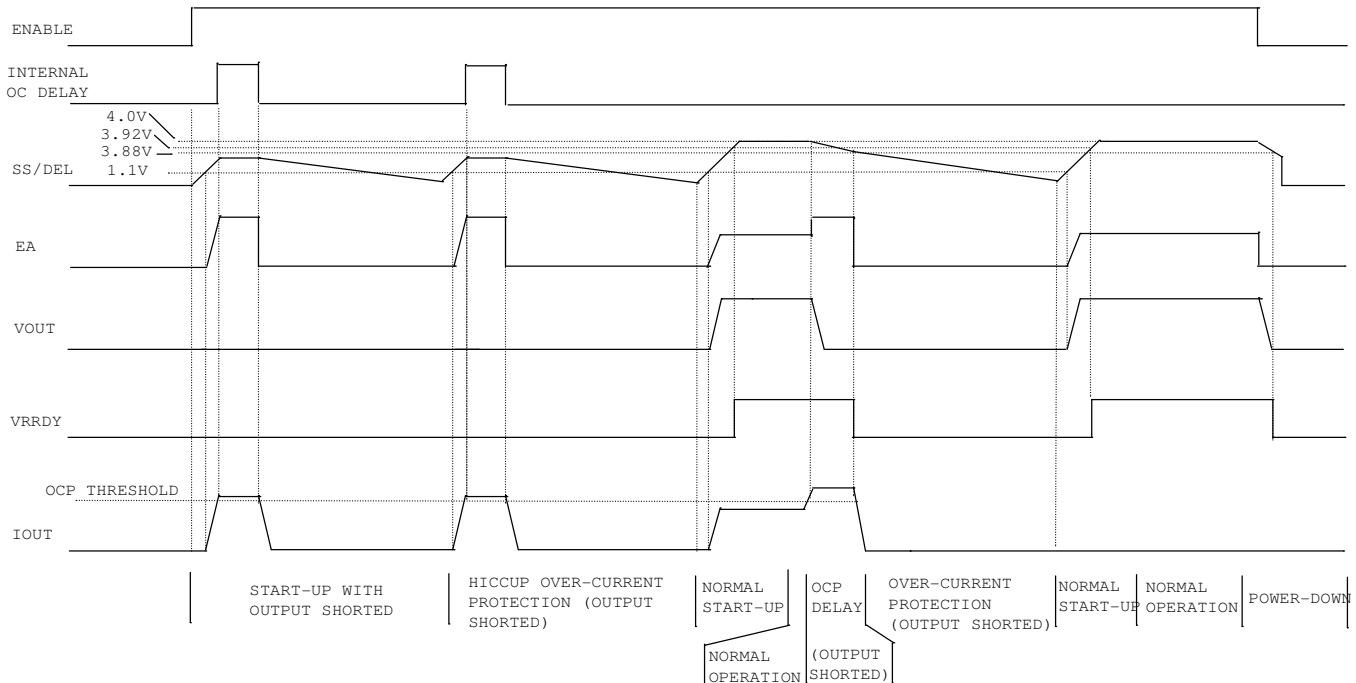 ENABLE
INTERNAL
OC DELAY
4.0V
3.92V
3.88V
SS/DEL
1.1V
EA
VOUT
VRRDY
OCP THRESHOLD
IOUT
START-UP WITH
OUTPUT SHORTED
HICCUP OVER-CURRENT
PROTECTION (OUTPUT
SHORTED)
NORMAL
START-UP
NORMAL
OPERATION
OCP
DELAY
(OUTPUT
SHORTED)
OVER-CURRENT
PROTECTION
(OUTPUT SHORTED)
NORMAL
START-UP
NORMAL
OPERATION
POWER-DOWN